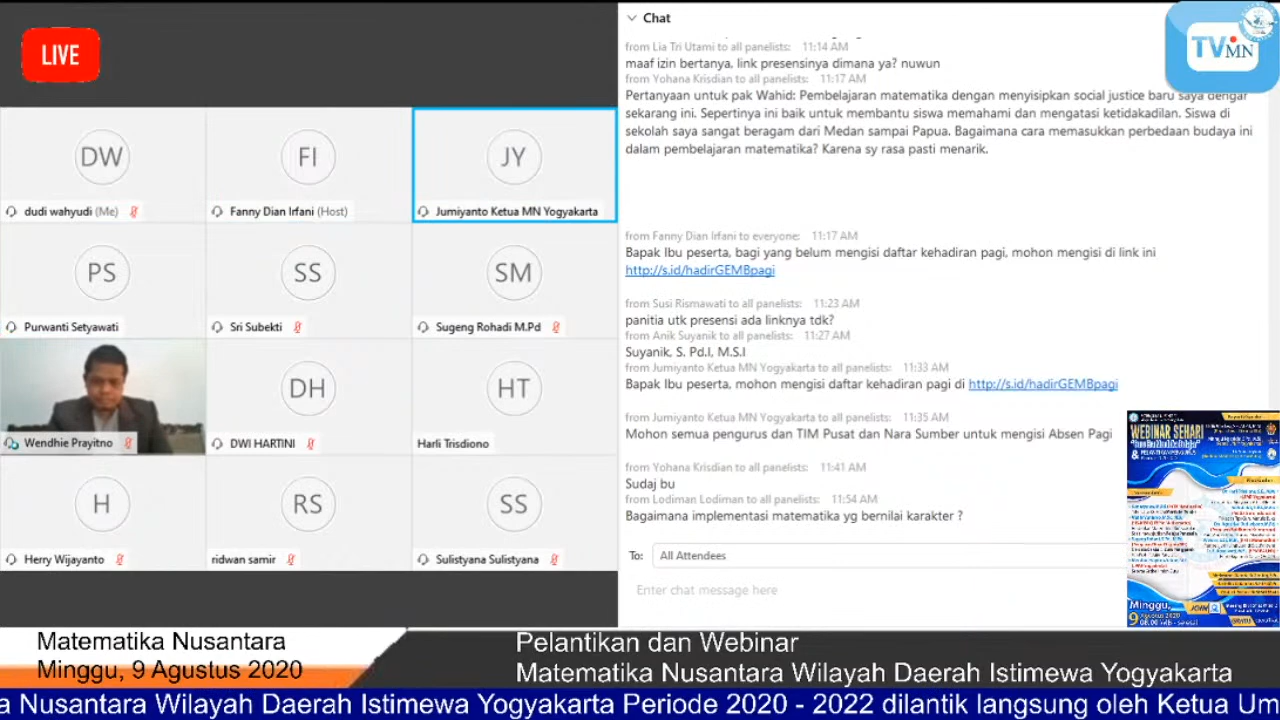 LIVE
DW
dudi wahyudi (Me)
FI
Fanny Dian Irfani (Host)
JY
Jumiyanto Ketua MN Yogyakarta
PS
Purwanti Setyawati
SS
Sri Subekti
SM
Sugeng Rohadi M.Pd
Wendhie Prayitno
DH
DWI HARTINI
HT
Harli Trisdiono
H
Herry Wijayanto
RS
ridwan samir
SS
Sulistyana Sulistyana
Chat
from Lia Tri Utami to all panelists: 11:14 AM
maaf izin bertanya, link presensinya dimana ya? nuwun
from Yohana Krisdian to all panelists: 11:17 AM
Pertanyaan untuk pak Wahid: Pembelajaran matematika dengan menyisipkan social justice baru saya dengar
sekarang ini. Sepertinya ini baik untuk membantu siswa memahami dan mengatasi ketidakadilan. Siswa di
sekolah saya sangat beragam dari Medan sampai Papua. Bagaimana cara memasukkan perbedaan budaya ini
dalam pembelajaran matematika? Karena sy rasa pasti menarik.
from Fanny Dian Irfani to everyone: 11:17 AM
Bapak Ibu peserta, bagi yang belum mengisi daftar kehadiran pagi, mohon mengisi di link ini
http://s.id/hadirGEMBpagi
from Susi Rismawati to all panelists: 11:23 AM
panitia utk presensi ada linknya tdk?
from Anik Suyanik to all panelists: 11:27 AM
Suyanik, S. Pd.I, M.S.I
from Jumiyanto Ketua MN Yogyakarta to all panelists: 11:33 AM
Bapak Ibu peserta, mohon mengisi daftar kehadiran pagi di http://s.id/hadirGEMBpagi
from Jumiyanto Ketua MN Yogyakarta to all panelists: 11:35 AM
Mohon semua pengurus dan TIM Pusat dan Nara Sumber untuk mengisi Absen Pagi
from Yohana Krisdian to all panelists: 11:41 AM
Sudaj bu
from Lodiman Lodiman to all panelists: 11:54 AM
Bagaimana implementasi matematika yg bernilai karakter ?
To: All Attendees
Enter chat message here
TVMN
WEBINAR SEHARI
Minggu,
9 Agustus 2020
Matematika Nusantara
Minggu, 9 Agustus 2020
Pelantikan dan Webinar
Matematika Nusantara Wilayah Daerah Istimewa Yogyakarta
a Nusantara Wilayah Daerah Istimewa Yogyakarta Periode 2020 - 2022 dilantik langsung oleh Ketua Um